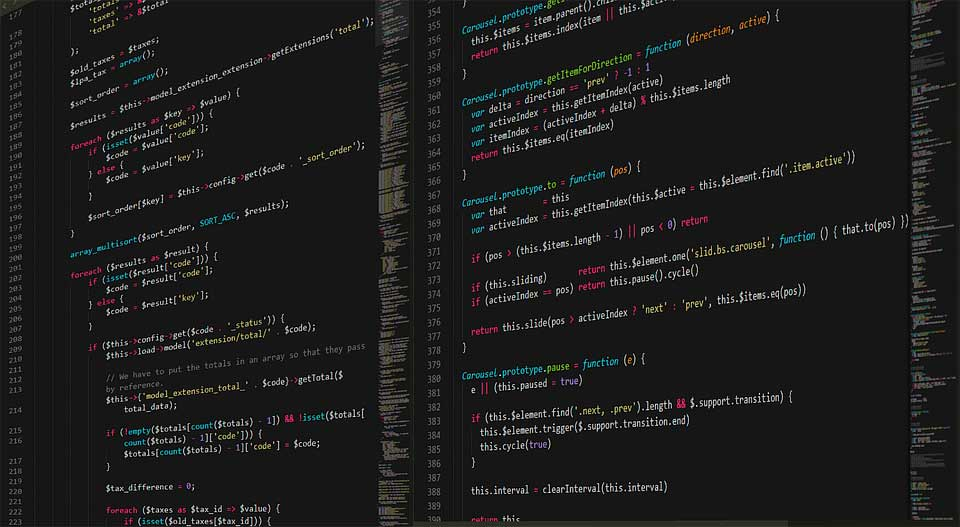 177
'totals'
'taxes'
178
'total' => &$total
179
);
180
181
$old_taxes = $taxes;
182
$lpa_tax = array();
183
184
$sort_order = array();
185
186
$results = $this->model_extension_extension->getExtensions('total');
187
188
foreach ($results as $key => $value) {
189
if (isset($value['code'])) {
190
$code = $value['code'];
191
} else {
192
$code = $value['key'];
193
}
194
195
$sort_order[$key] = $this->config->get($code . '_sort_order');
196
}
197
198
array_multisort($sort_order, SORT_ASC, $results);
199
200
foreach ($results as $result) {
201
if (isset($result['code'])) {
202
$code = $result['code'];
203
} else {
204
$code = $result['key'];
205
}
206
207
if ($this->config->get($code . '_status')) {
208
$this->load->model('extension/total/' . $code);
209
210
// We have to put the totals in an array so that they pass
211
by reference.
212
$this->{'model_extension_total_' . $code}->getTotal($
213
total_data);
214
if (!empty($totals[count($totals) - 1]) && !isset($totals[
215
count($totals) - 1]['code'])) {
216
$totals[count($totals) - 1]['code'] = $code;
217
}
218
219
$tax_difference = 0;
220
221
foreach ($taxes as $tax_id => $value) {
222
if (isset($old_taxes[$tax_id])) {
223
354
Carousel.prototype
355
this.$items = item.parent()
356
return this.$items.index(item || this.$active)
357
}
358
359
Carousel.prototype.getItemForDirection = function (direction, active) {
360
var delta = direction == 'prev' ? -1 : 1
361
var activeIndex = this.getItemIndex(active)
362
var itemIndex = (activeIndex + delta) % this.$items.length
363
return this.$items.eq(itemIndex)
364
}
365
366
Carousel.prototype.to = function (pos) {
367
var that = this
368
var activeIndex = this.getItemIndex(this.$active = this.$element.find('.item.active'))
369
370
if (pos > (this.$items.length - 1) || pos < 0) return
371
372
if (this.sliding) return this.$element.one('slid.bs.carousel', function () { that.to(pos) })
373
if (activeIndex == pos) return this.pause().cycle()
374
375
return this.slide(pos > activeIndex ? 'next' : 'prev', this.$items.eq(pos))
376
377
}
378
379
Carousel.prototype.pause = function (e) {
380
e || (this.paused = true)
381
382
if (this.$element.find('.next, .prev').length && $.support.transition) {
383
this.$element.trigger($.support.transition.end)
384
this.cycle(true)
385
}
386
387
this.interval = clearInterval(this.interval)
388
389
return this
390